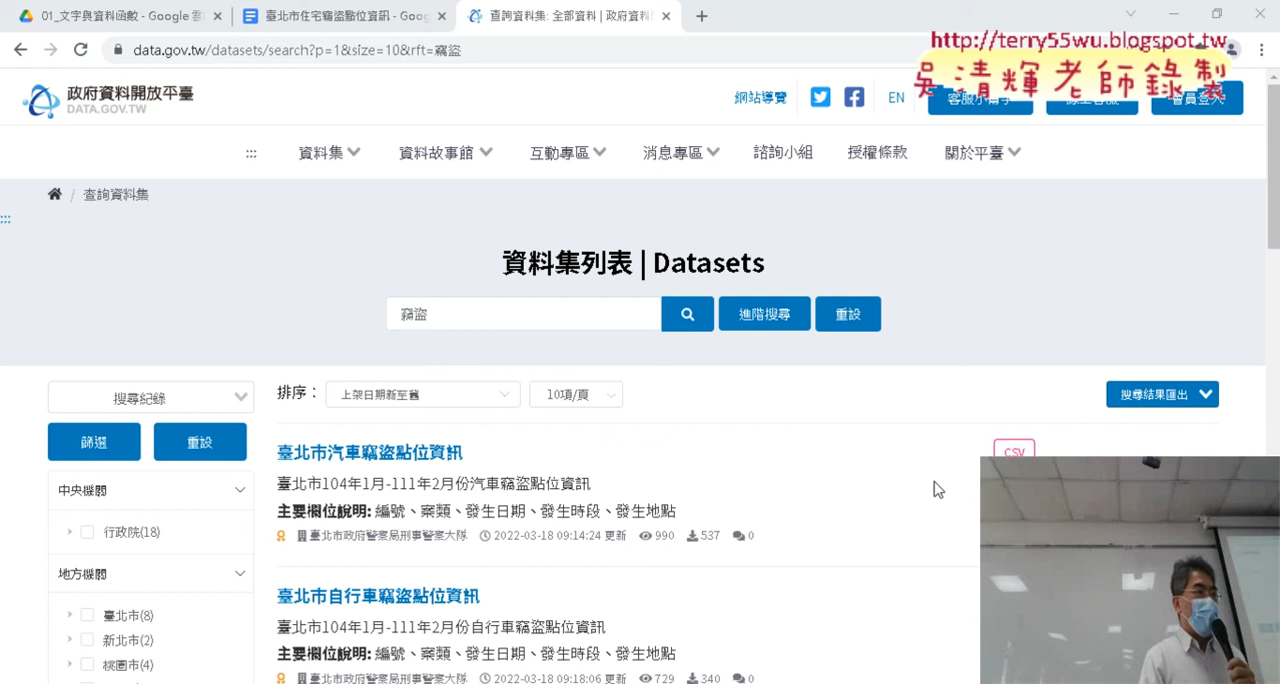 01_文字與資料函數 - Google 雲
臺北市住宅竊盜點位資訊 - Goog
查詢資料集: 全部資料 | 政府資料
data.gov.tw/datasets/search?p=1&size=10&rft=竊盜
http://terry55wu.blogspot.tw
吳清輝老師錄製
政府資料開放平臺
DATA.GOV.TW
網站導覽
EN
會員登入
資料集
資料故事館
互動專區
消息專區
諮詢小組
授權條款
關於平臺
/ 查詢資料集
資料集列表 | Datasets
竊盜
進階搜尋
重設
搜尋紀錄
排序：
上架日期新至舊
10項/頁
搜尋結果匯出
篩選
重設
中央機關
行政院(18)
地方機關
臺北市(8)
新北市(2)
桃園市(4)
臺北市汽車竊盜點位資訊
CSV
臺北市104年1月-111年2月份汽車竊盜點位資訊
主要欄位說明: 編號、案類、發生日期、發生時段、發生地點
臺北市政府警察局刑事警察大隊 2022-03-18 09:14:24 更新 990 537 0
臺北市自行車竊盜點位資訊
臺北市104年1月-111年2月份自行車竊盜點位資訊
主要欄位說明: 編號、案類、發生日期、發生時段、發生地點
臺北市政府警察局刑事警察大隊 2022-03-18 09:18:06 更新 729 340 0